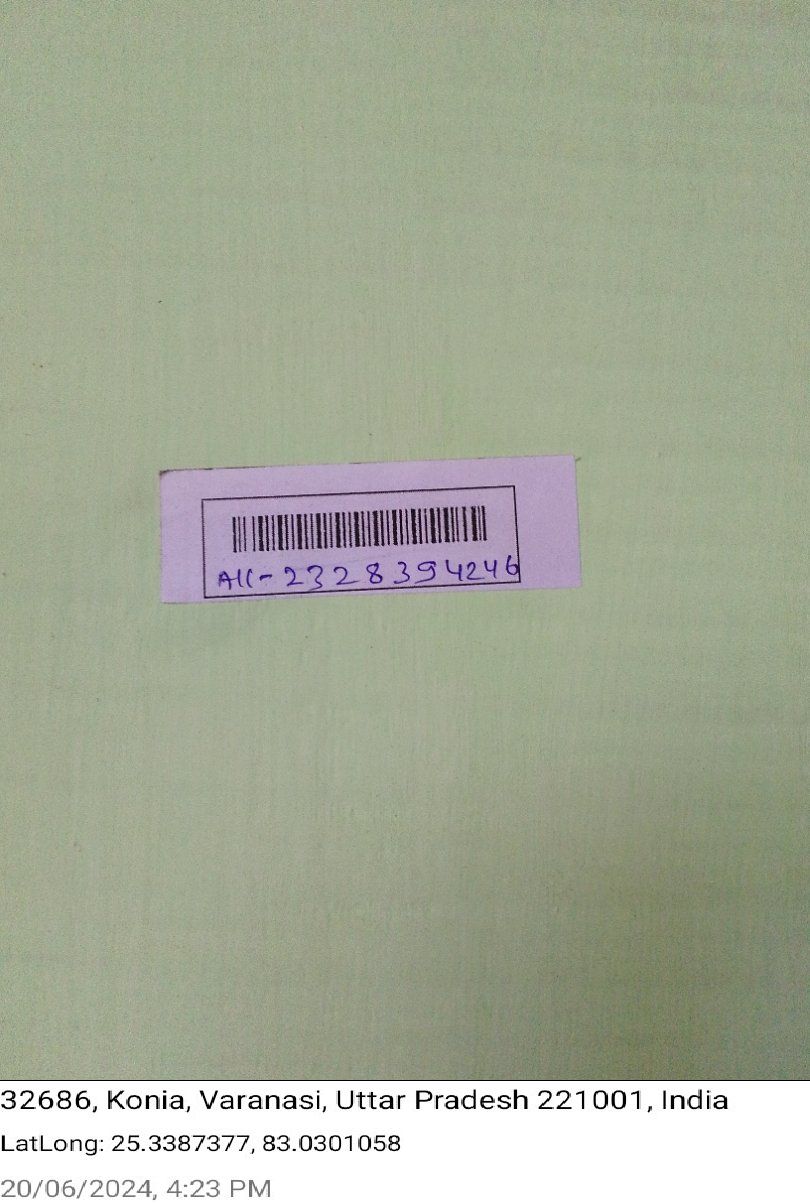 A/C- 2328394246
32686, Konia, Varanasi, Uttar Pradesh 221001, India
LatLong: 25.3387377, 83.0301058
20/06/2024, 4:23 PM